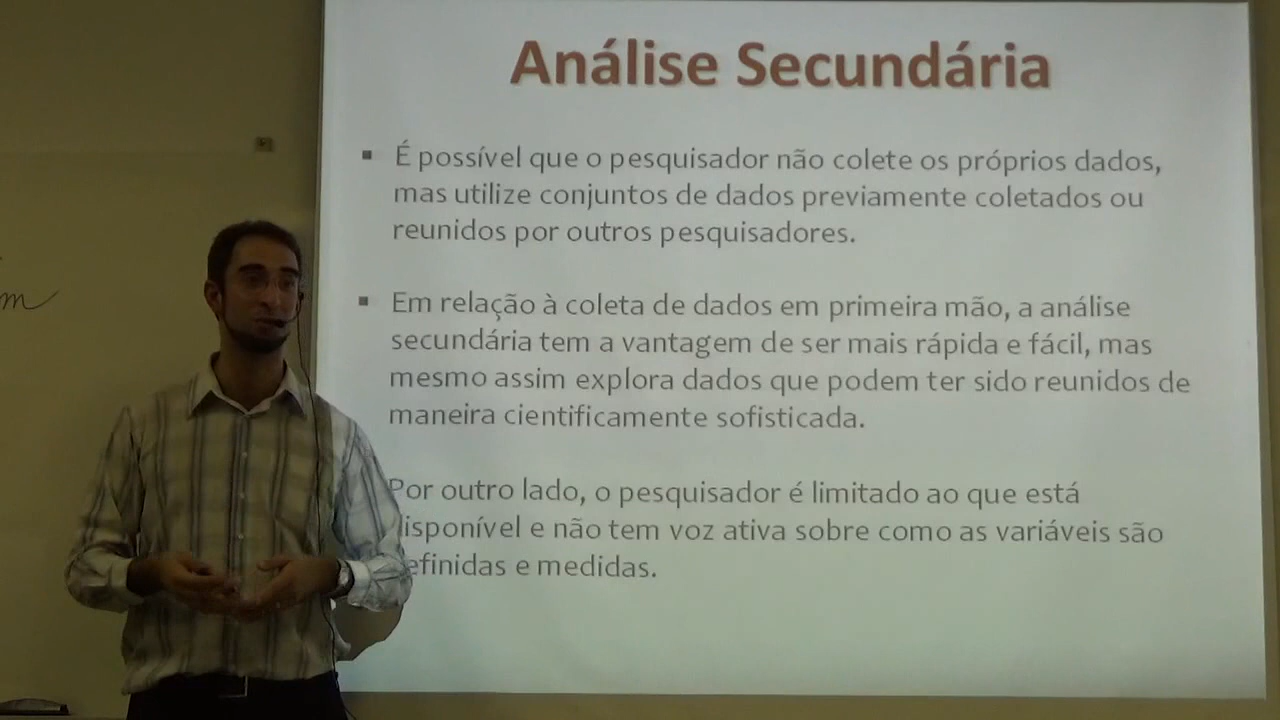 Análise Secundária
▪ É possível que o pesquisador não colete os próprios dados,
mas utilize conjuntos de dados previamente coletados ou
reunidos por outros pesquisadores.
▪ Em relação à coleta de dados em primeira mão, a análise
secundária tem a vantagem de ser mais rápida e fácil, mas
mesmo assim explora dados que podem ter sido reunidos de
maneira cientificamente sofisticada.
Por outro lado, o pesquisador é limitado ao que está
disponível e não tem voz ativa sobre como as variáveis são
definidas e medidas.